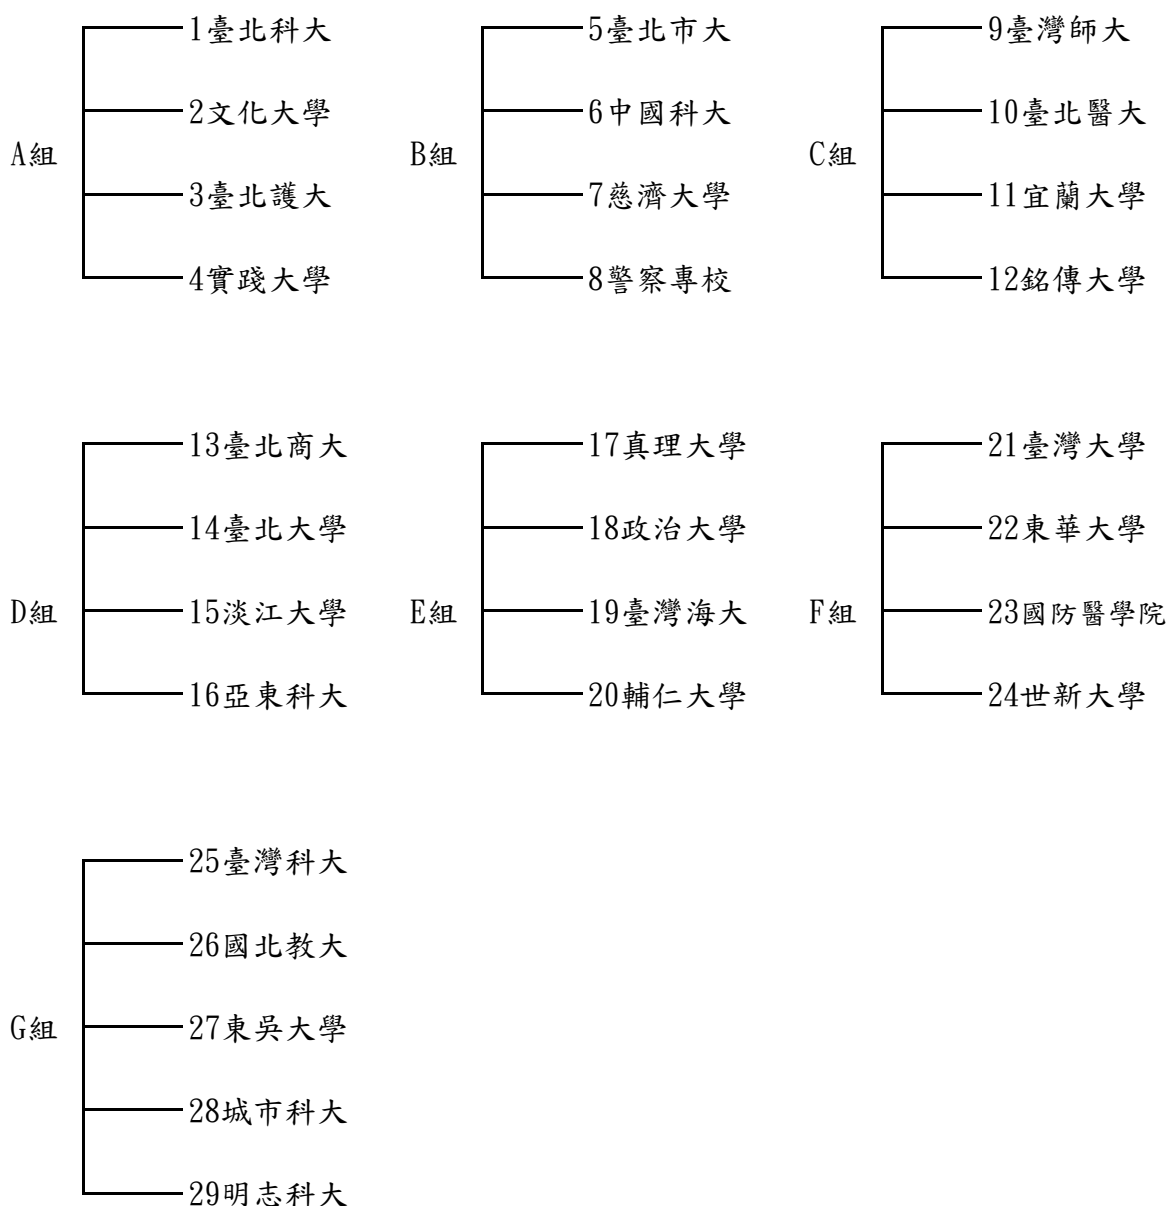 A組
1臺北科大
2文化大學
3臺北護大
4實踐大學
B組
5臺北市大
6中國科大
7慈濟大學
8警察專校
C組
9臺灣師大
10臺北醫大
11宜蘭大學
12銘傳大學
D組
13臺北商大
14臺北大學
15淡江大學
16亞東科大
E組
17真理大學
18政治大學
19臺灣海大
20輔仁大學
F組
21臺灣大學
22東華大學
23國防醫學院
24世新大學
G組
25臺灣科大
26國北教大
27東吳大學
28城市科大
29明志科大